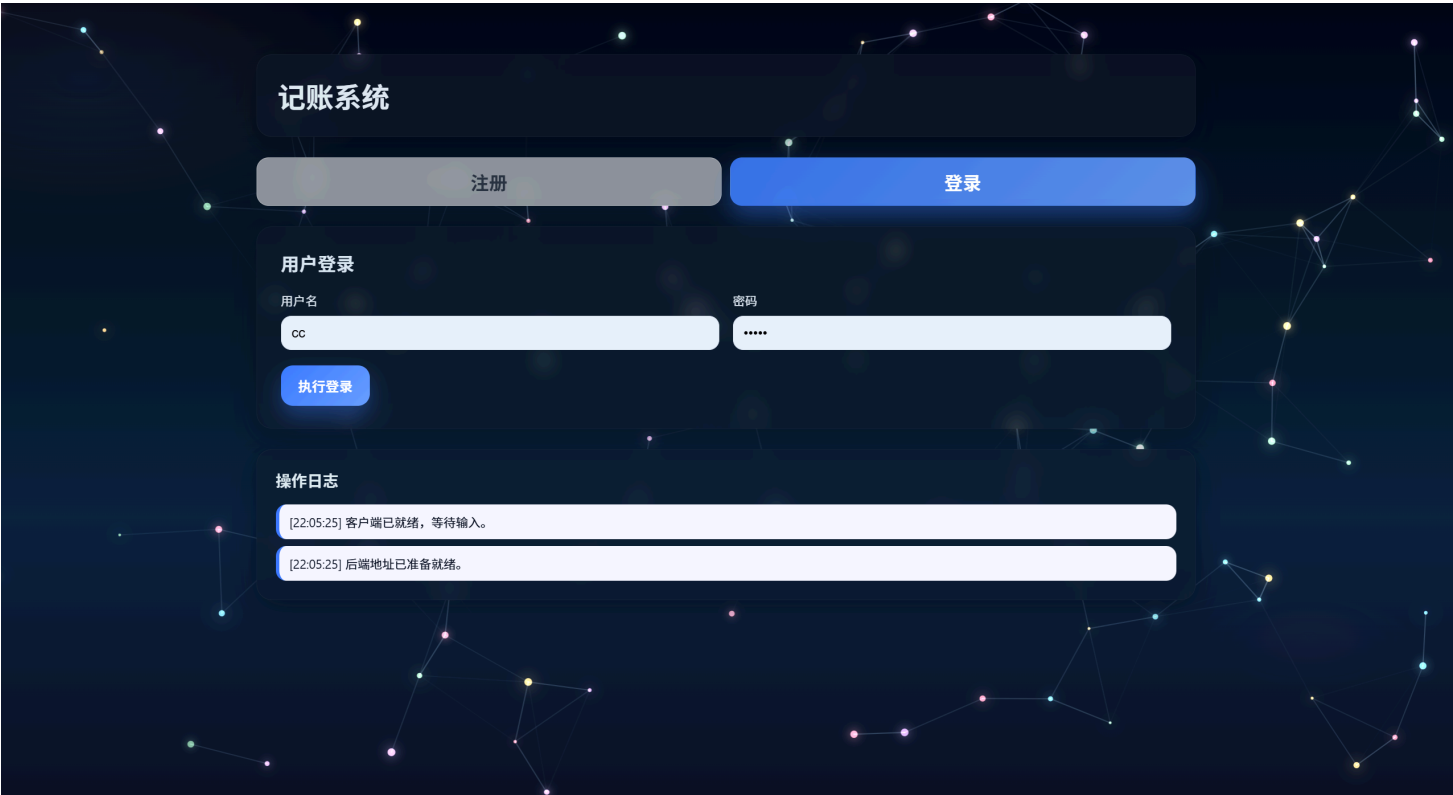 记账系统
注册
登录
用户登录
用户名
密码
cc
•••••
执行登录
操作日志
[22:05:25] 客户端已就绪，等待输入。
[22:05:25] 后端地址已准备就绪。